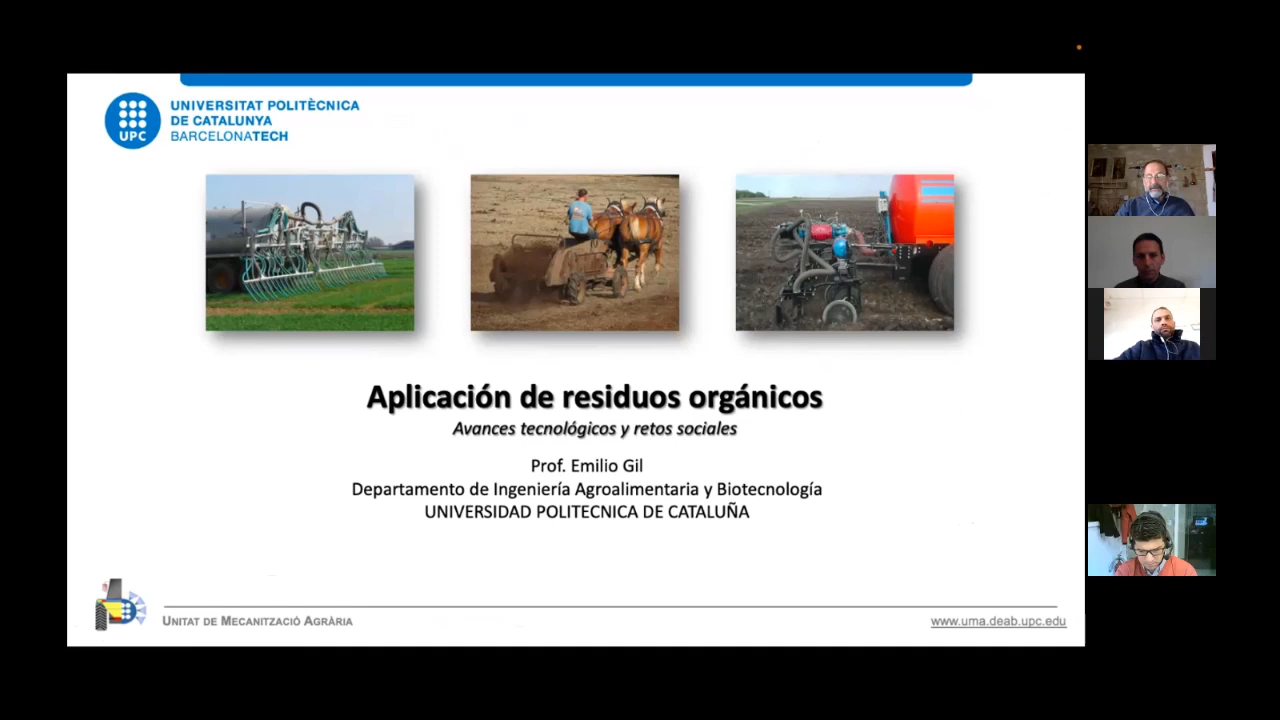 UNIVERSITAT POLITÈCNICA
DE CATALUNYA
BARCELONATECH
UPC
Aplicación de residuos orgánicos
Avances tecnológicos y retos sociales
Prof. Emilio Gil
Departamento de Ingeniería Agroalimentaria y Biotecnología
UNIVERSIDAD POLITECNICA DE CATALUÑA
UNITAT DE MECANITZACIÓ AGRÀRIA
www.uma.deab.upc.edu